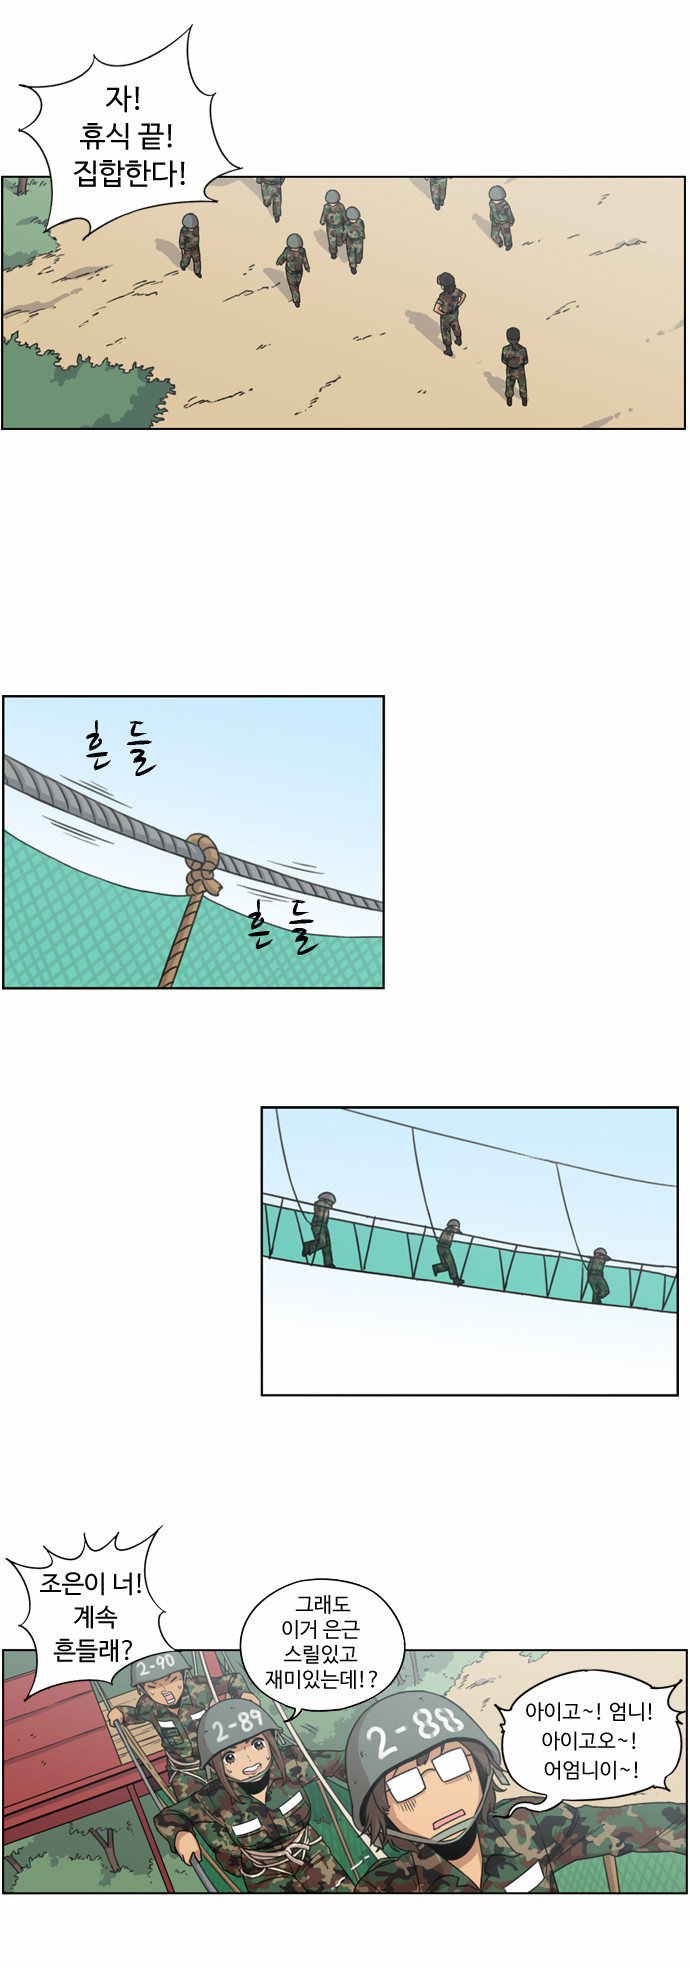 자!
휴식 끝!
집합한다!
흔들
흔들
조은이 너!
계속
흔들래?
그래도
이거 은근
스릴있고
재미있는데!?
2-90
2-89
2-88
아이고~! 엄니!
아이고오~!
어엄니이~!